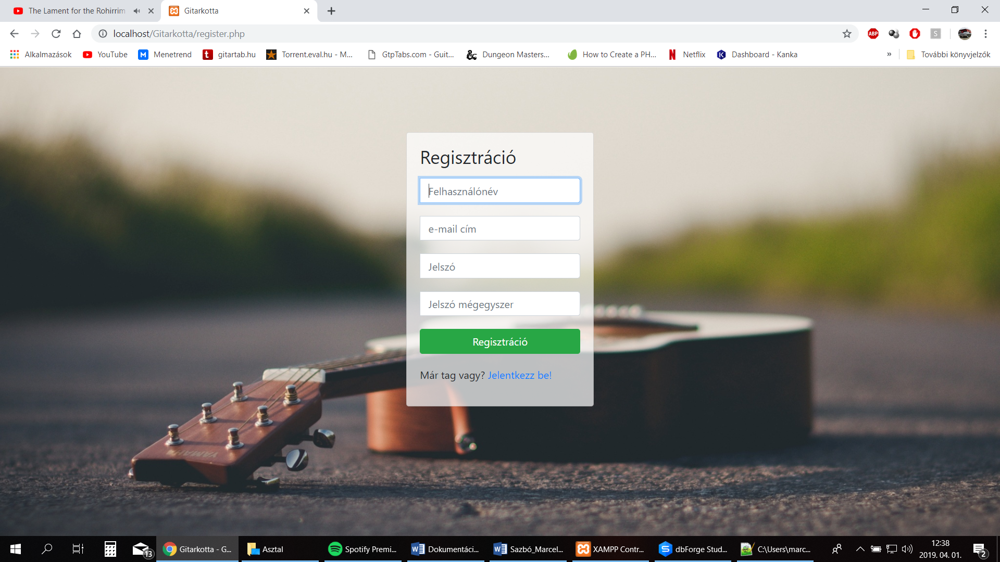 The Lament for the Rohirrim
Gitarkotta
localhost/Gitarkotta/register.php
ABP
S
Alkalmazások
YouTube
M
Menetrend
t
gitartab.hu
Torrent.eval.hu - M...
GtpTabs.com - Guit...
Dungeon Masters...
How to Create a PH...
N
Netflix
K
Dashboard - Kanka
»
További könyvjelzők
Regisztráció
Felhasználónév
e-mail cím
Jelszó
Jelszó mégegyszer
Regisztráció
Már tag vagy? Jelentkezz be!
YAMAHA
13
Gitarkotta - G...
Asztal
Spotify Premi...
Dokumentáci...
Sazbó_Marcel...
XAMPP Contr...
dbForge Stud...
C:\Users\marc...
12:38
2019. 04. 01.
2